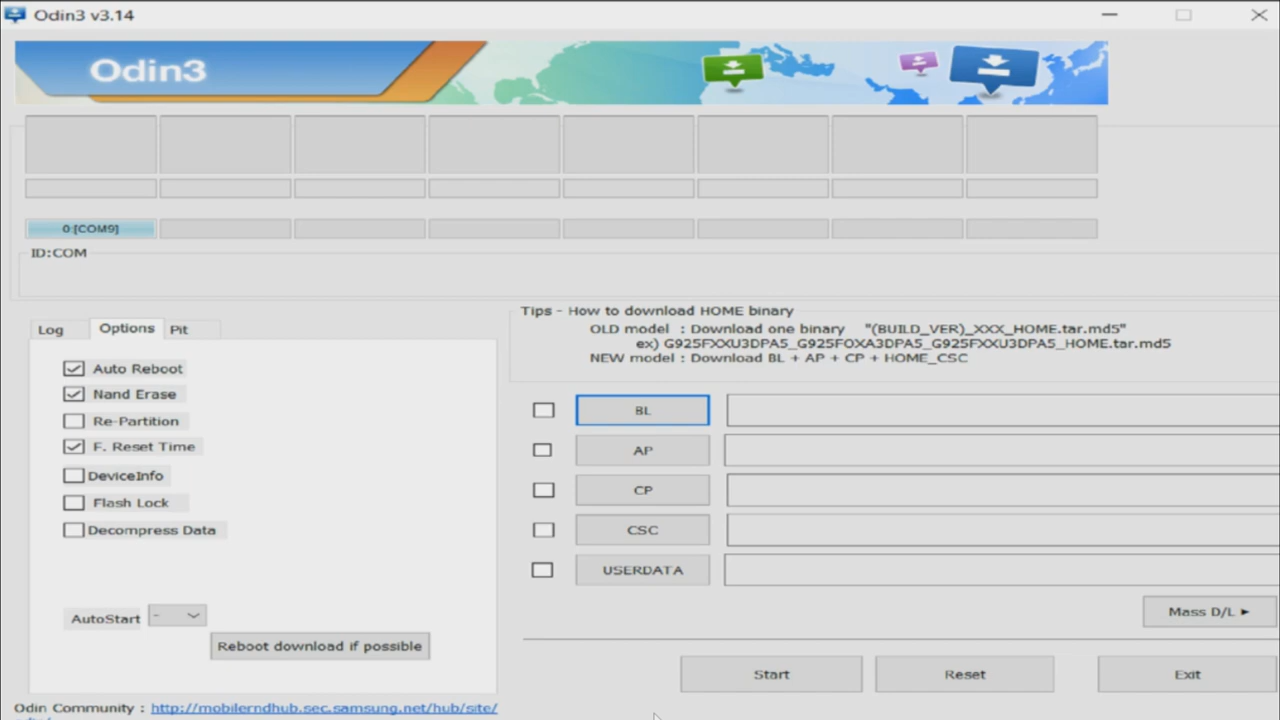 Odin3 v3.14
Odin3
0:[COM9]
ID:COM
Log
Options
Pit
Auto Reboot
Nand Erase
Re-Partition
F. Reset Time
DeviceInfo
Flash Lock
Decompress Data
AutoStart -
Reboot download if possible
Tips - How to download HOME binary
OLD model : Download one binary "(BUILD_VER)_XXX_HOME.tar.md5"
ex) G925FXXU3DPA5_G925FOXA3DPA5_G925FXXU3DPA5_HOME.tar.md5
NEW model : Download BL + AP + CP + HOME_CSC
BL
AP
CP
CSC
USERDATA
Mass D/L ►
Start
Reset
Exit
Odin Community : http://mobilerndhub.sec.samsung.net/hub/site/